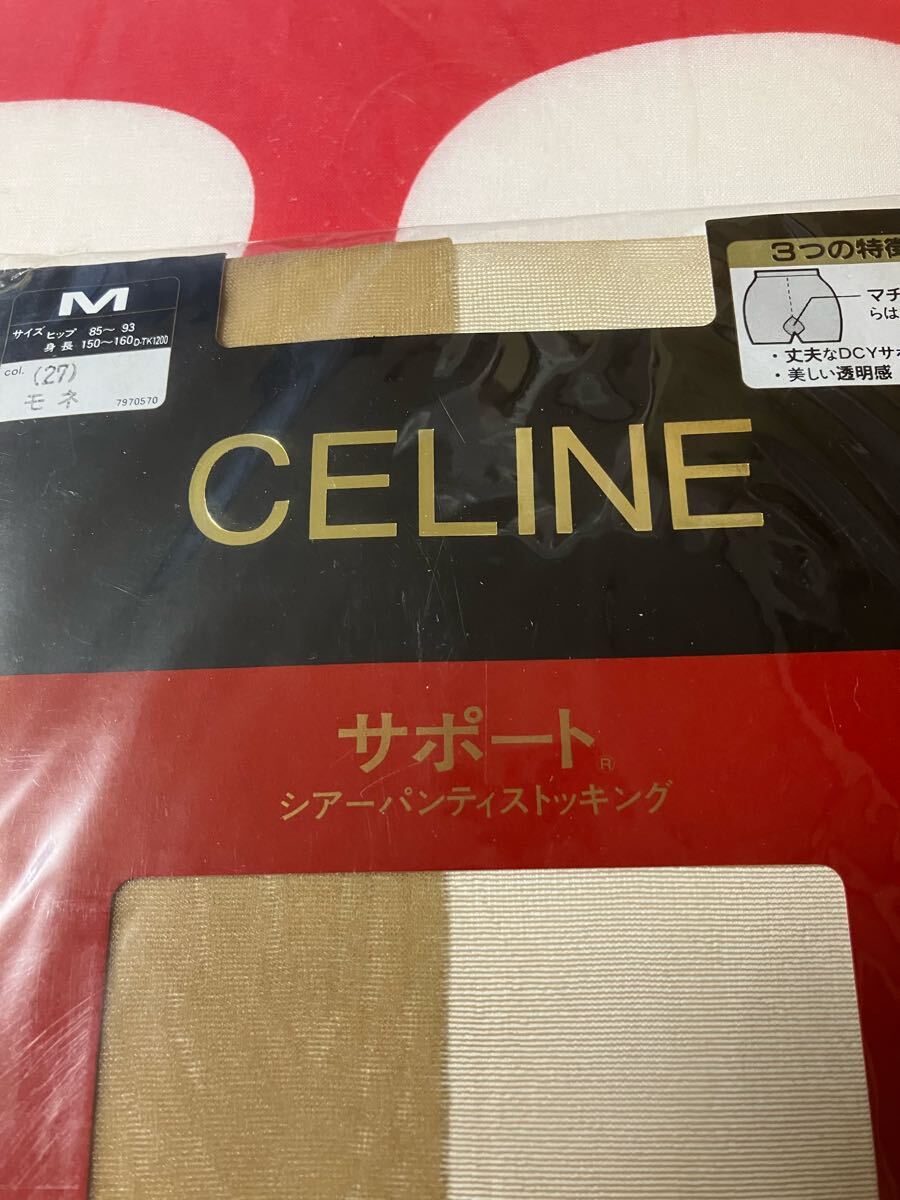 M
サイズ ヒップ 85～93
身長 150～160 D-TK1200
col. (27)
モネ 7970570
3つの特徴
マチ
らは
・丈夫なDCYサポ
・美しい透明感
CELINE
サポート®
シアーパンティストッキング